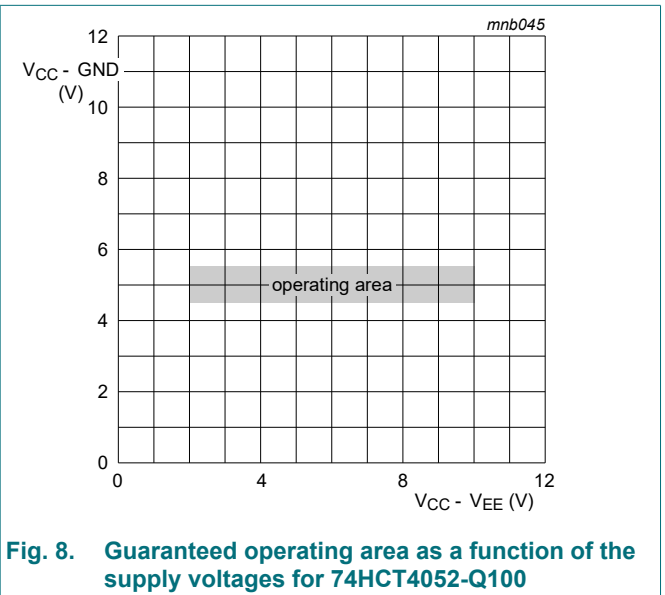 mnb045
12
VCC - GND
(V)
10
8
6
operating area
4
2
0
0 4 8 12
VCC - VEE (V)
Fig. 8. Guaranteed operating area as a function of the
supply voltages for 74HCT4052-Q100